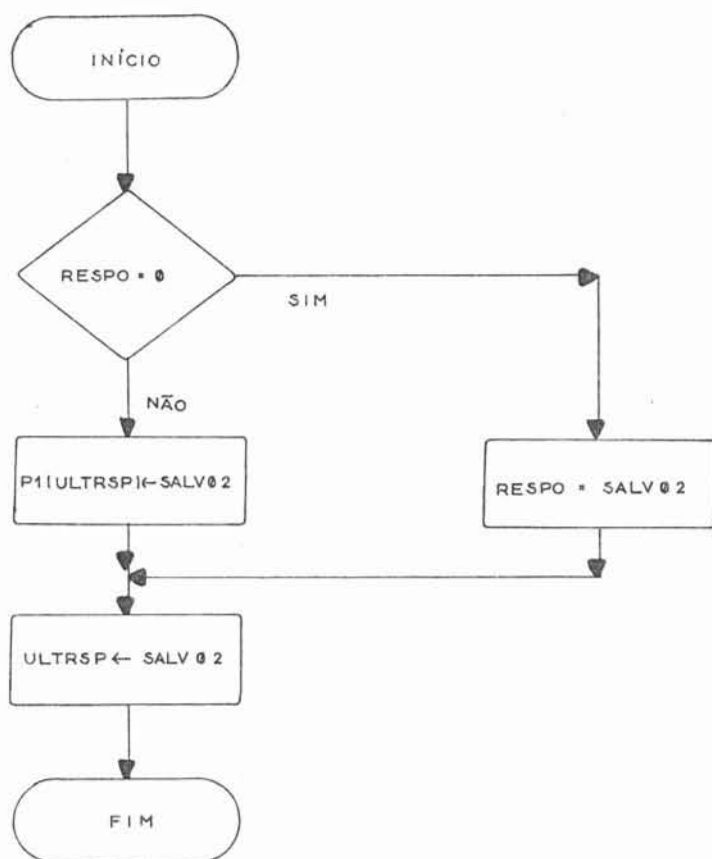 INÍCIO
RESPO = 0
SIM
NÃO
P1(ULTRSP)←SALV02
RESPO = SALV02
ULTRSP← SALV02
FIM